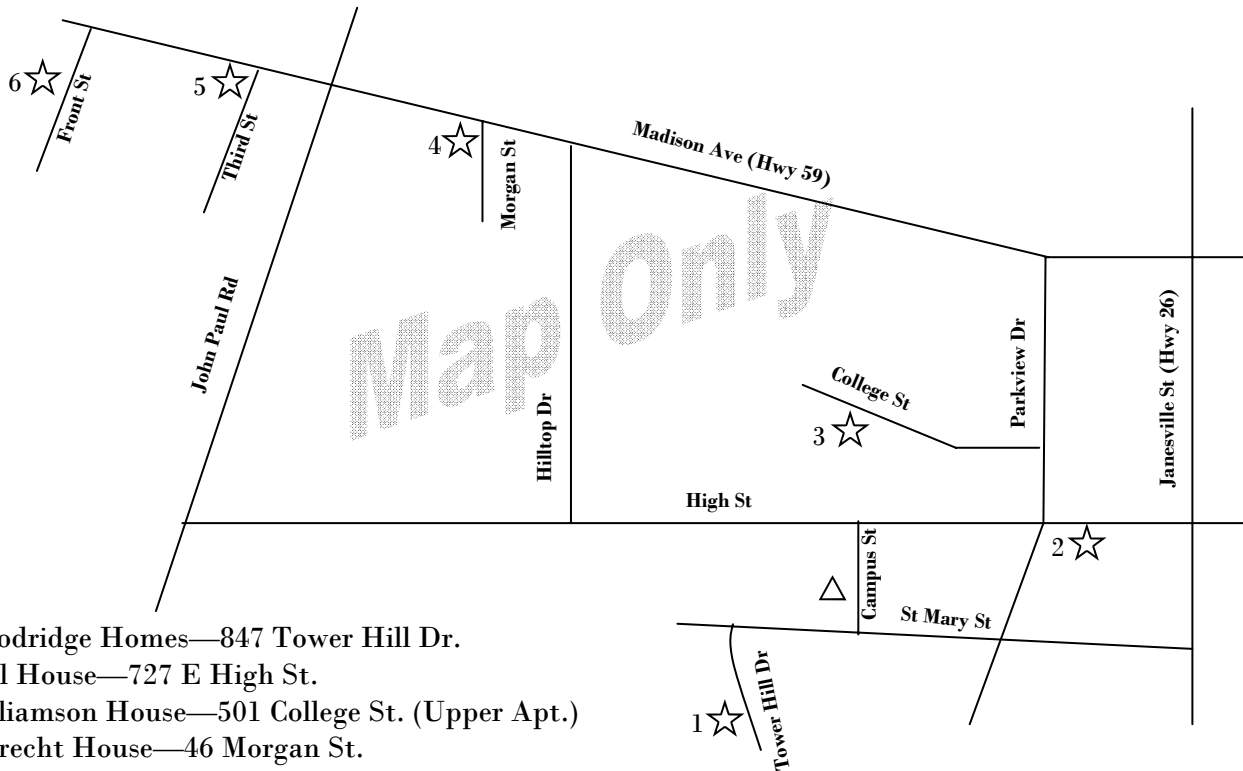 6
Front St
5
Third St
4
Morgan St
Madison Ave (Hwy 59)
Map Only
John Paul Rd
Hilltop Dr
College St
3
Parkview Dr
Janesville St (Hwy 26)
High St
2
Campus St
St Mary St
1
Tower Hill Dr
Homes—847 Tower Hill Dr.
House—727 E High St.
House—501 College St. (Upper Apt.)
House—46 Morgan St.